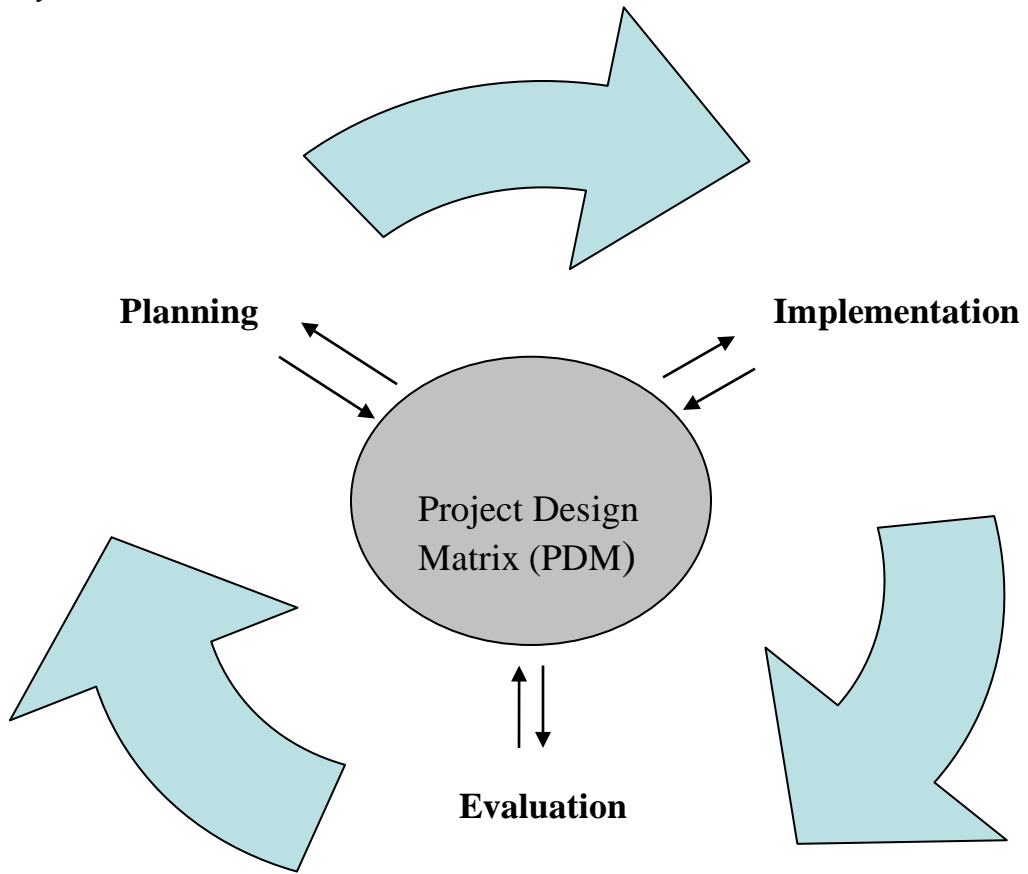 Planning
Implementation
Project Design
Matrix (PDM)
Evaluation